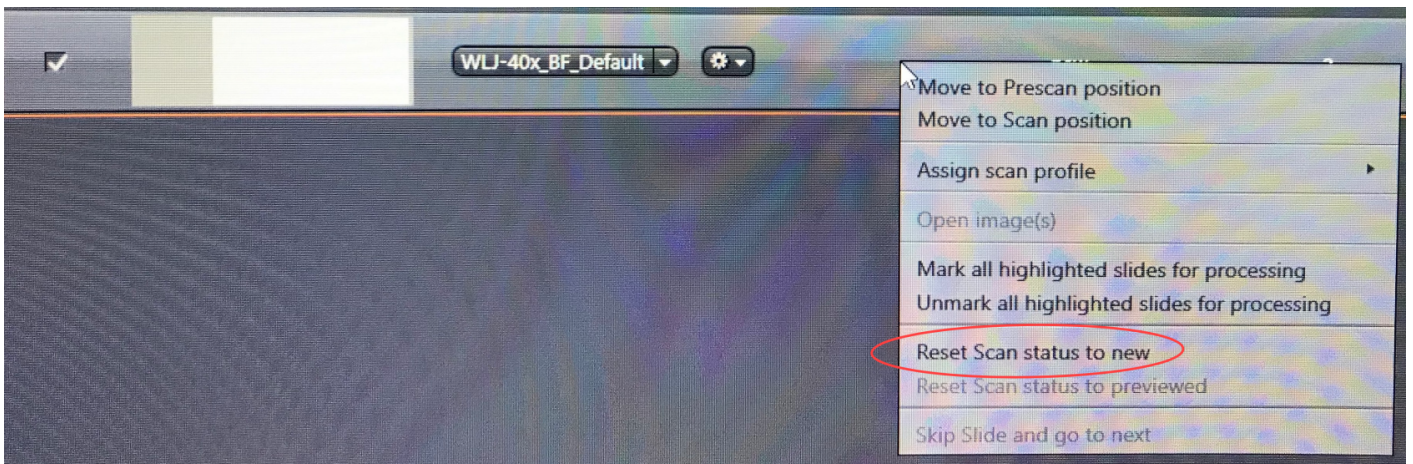 WLJ-40x_BF_Default
Move to Prescan position
Move to Scan position
Assign scan profile
Open image(s)
Mark all highlighted slides for processing
Unmark all highlighted slides for processing
Reset Scan status to new
Reset Scan status to previewed
Skip Slide and go to next